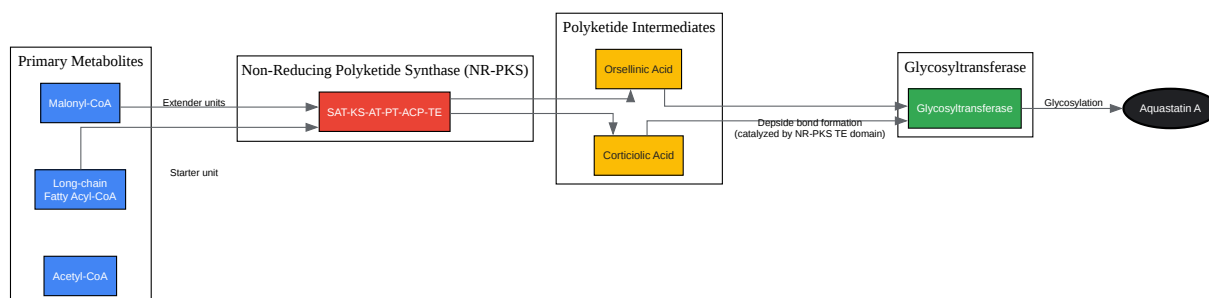 Primary Metabolites
Malonyl-CoA
Long-chain
Fatty Acyl-CoA
Acetyl-CoA
Extender units
Starter unit
Non-Reducing Polyketide Synthase (NR-PKS)
SAT-KS-AT-PT-ACP-TE
Polyketide Intermediates
Orsellinic Acid
Corticiolic Acid
Depside bond formation
(catalyzed by NR-PKS TE domain)
Glycosyltransferase
Glycosyltransferase
Glycosylation
Aquastatin A